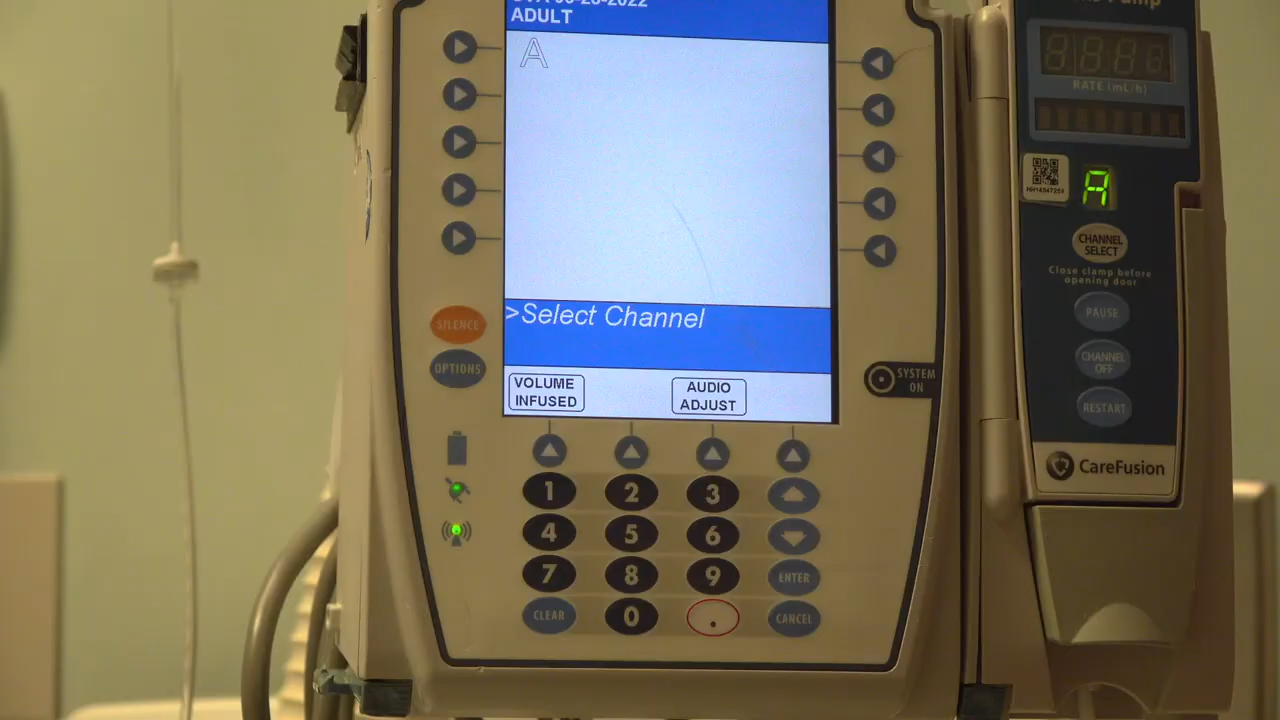 ADULT
A
>Select Channel
VOLUME
INFUSED
AUDIO
ADJUST
SILENCE
OPTIONS
SYSTEM
ON
1
2
3
4
5
6
7
8
9
ENTER
CLEAR
0
.
CANCEL
RATE (mL/h)
A
CHANNEL
SELECT
Close clamp before
opening door
PAUSE
CHANNEL
OFF
RESTART
CareFusion